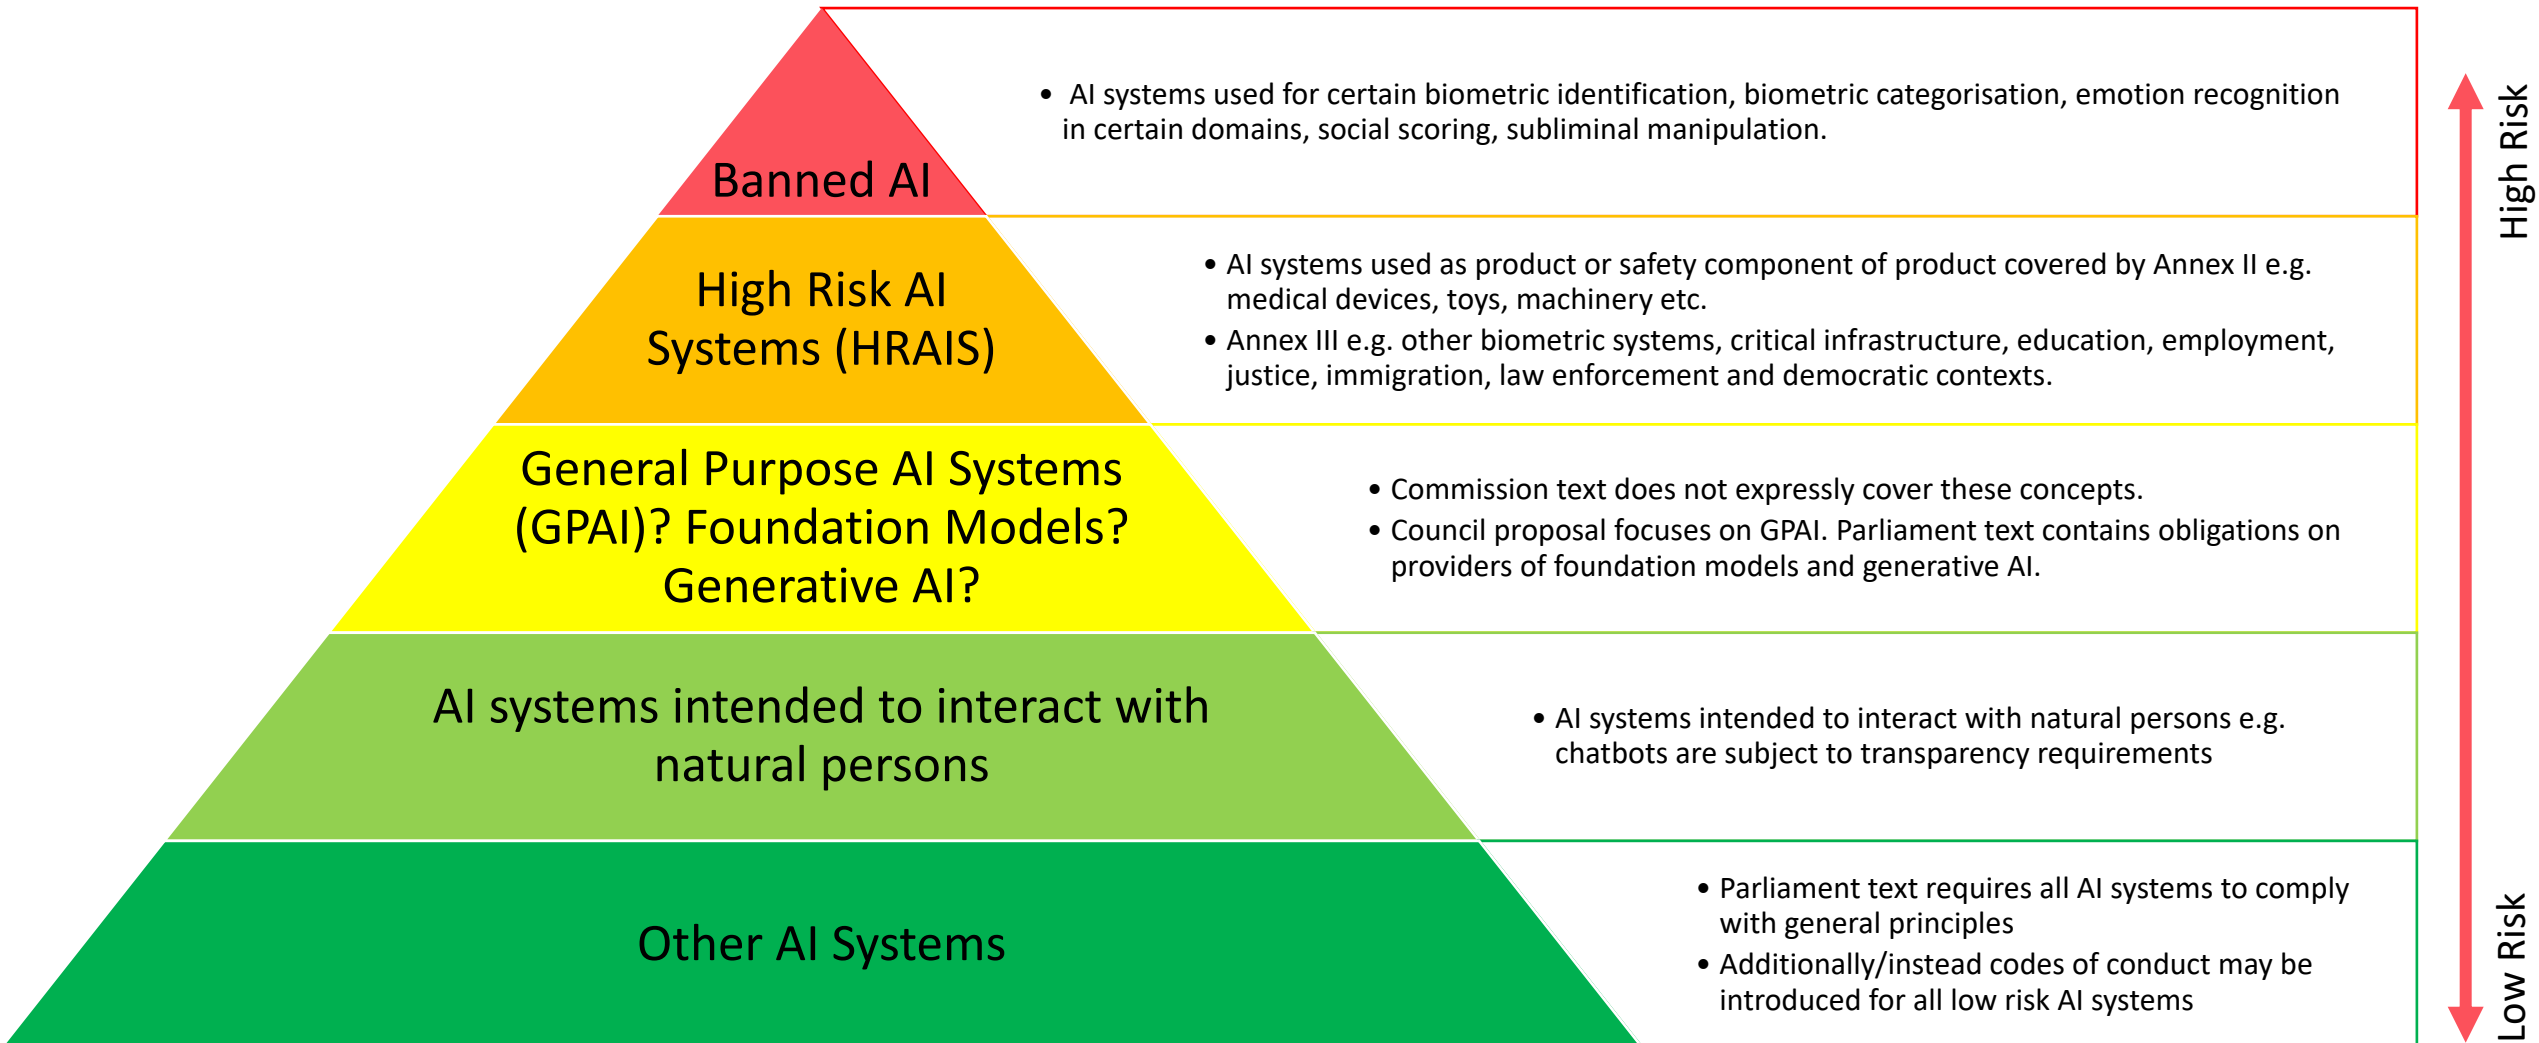 Banned AI
• AI systems used for certain biometric identification, biometric categorisation, emotion recognition
in certain domains, social scoring, subliminal manipulation.
High Risk AI
Systems (HRAIS)
• AI systems used as product or safety component of product covered by Annex II e.g.
medical devices, toys, machinery etc.
• Annex III e.g. other biometric systems, critical infrastructure, education, employment,
justice, immigration, law enforcement and democratic contexts.
General Purpose AI Systems
(GPAI)? Foundation Models?
Generative AI?
• Commission text does not expressly cover these concepts.
• Council proposal focuses on GPAI. Parliament text contains obligations on
providers of foundation models and generative AI.
AI systems intended to interact with
natural persons
• AI systems intended to interact with natural persons e.g.
chatbots are subject to transparency requirements
Other AI Systems
• Parliament text requires all AI systems to comply
with general principles
• Additionally/instead codes of conduct may be
introduced for all low risk AI systems
High Risk
Low Risk